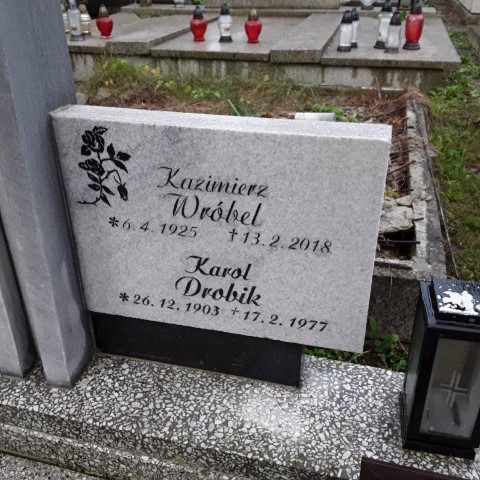 Kazimierz
Wróbel
*6.4.1925 †13.2.2018
Karol
Drobik
*26.12.1903 †17.2.1977